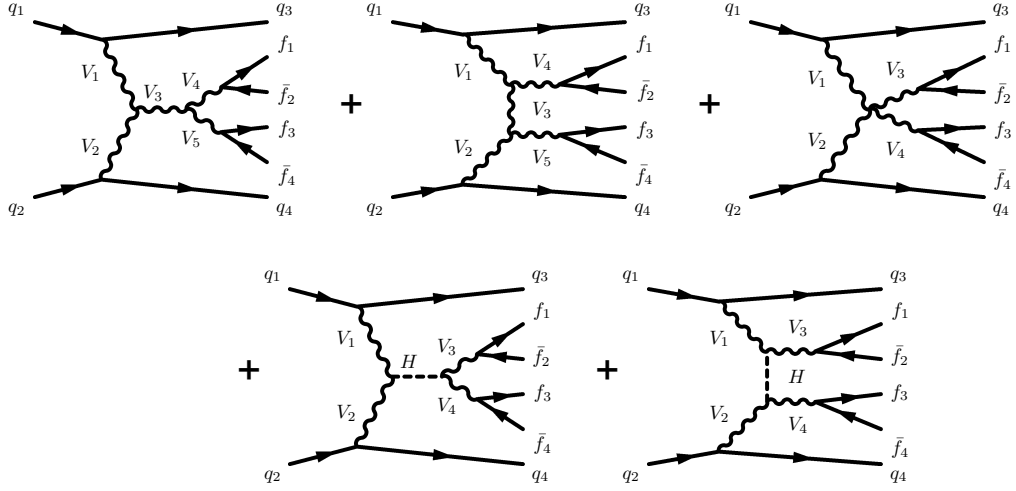 q₁ q₃ q₁ q₃ q₁ q₃
f₁ f₁ f₁
V₁ V₃ V₄ V₁ V₄ V₁ V₃
f̄₂ f̄₂ f̄₂
+ V₃ +
V₂ V₅ f₃ V₂ V₅ f₃ V₂ V₄ f₃
f̄₄ f̄₄ f̄₄
q₂ q₄ q₂ q₄ q₂ q₄
q₁ q₃ q₁ q₃
f₁ f₁
V₁ V₃ V₁ V₃
f̄₂ f̄₂
+ H + H
V₂ V₄ f₃ V₂ V₄ f₃
f̄₄ f̄₄
q₂ q₄ q₂ q₄